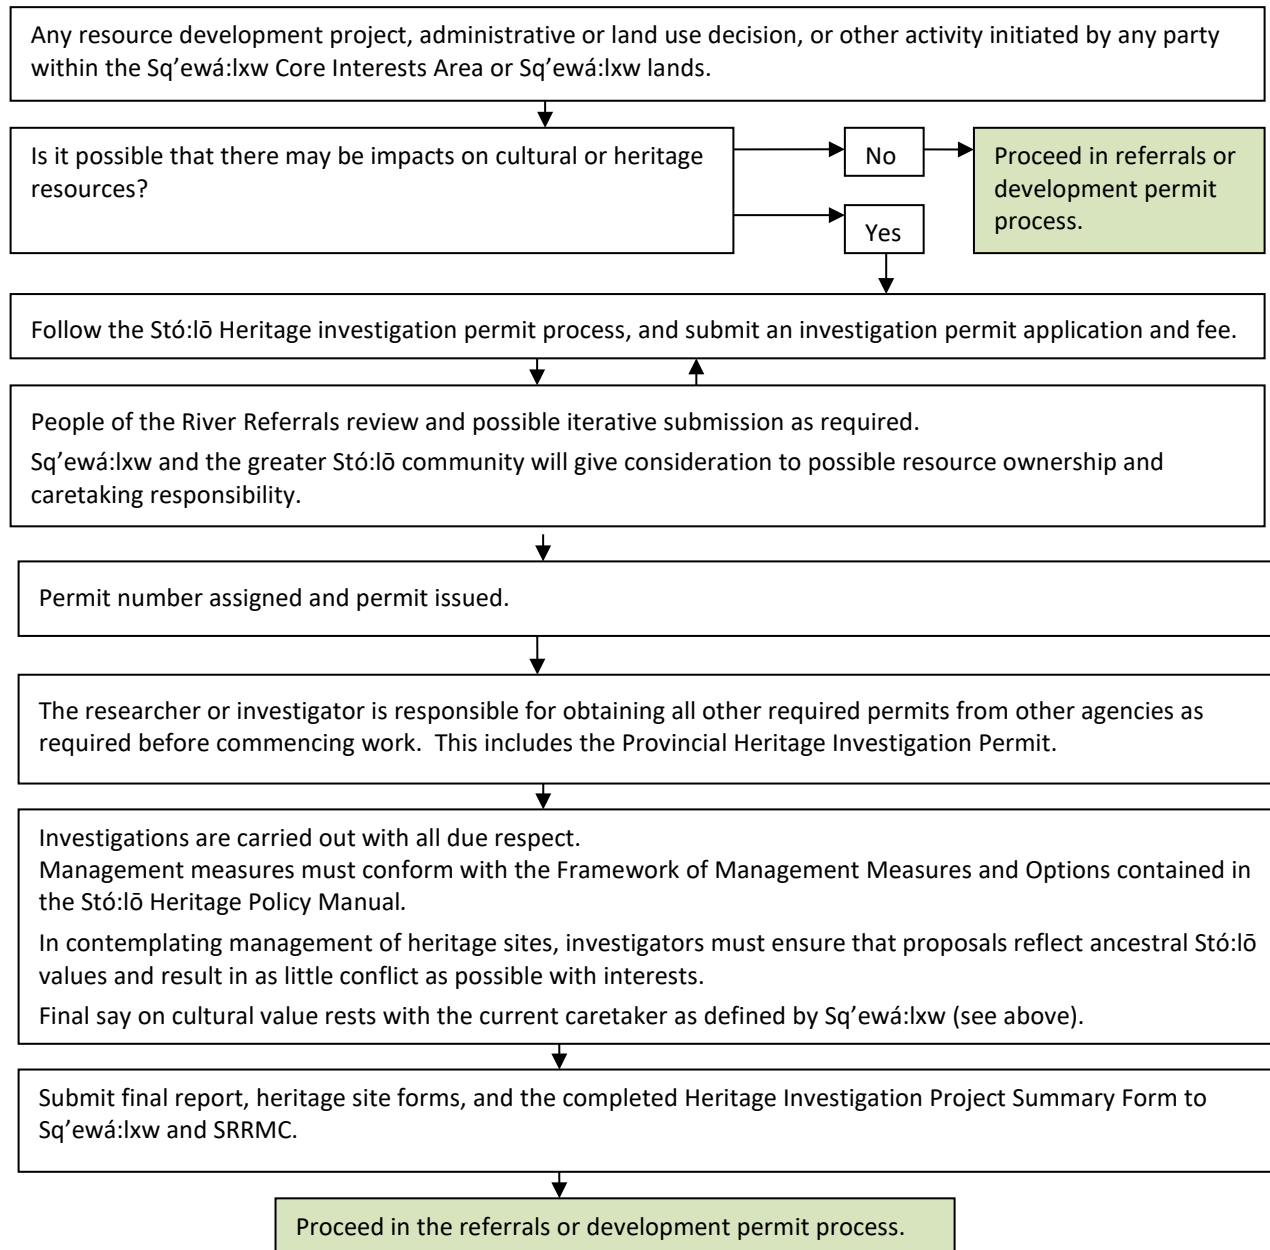 Any resource development project, administrative or land use decision, or other activity initiated by any party
within the Sq’ewá:lxw Core Interests Area or Sq’ewá:lxw lands.
Is it possible that there may be impacts on cultural or heritage
resources?
No
Proceed in referrals or
development permit
process.
Yes
Follow the Stó:lō Heritage investigation permit process, and submit an investigation permit application and fee.
People of the River Referrals review and possible iterative submission as required.
Sq’ewá:lxw and the greater Stó:lō community will give consideration to possible resource ownership and
caretaking responsibility.
Permit number assigned and permit issued.
The researcher or investigator is responsible for obtaining all other required permits from other agencies as
required before commencing work.  This includes the Provincial Heritage Investigation Permit.
Investigations are carried out with all due respect.
Management measures must conform with the Framework of Management Measures and Options contained in
the Stó:lō Heritage Policy Manual.
In contemplating management of heritage sites, investigators must ensure that proposals reflect ancestral Stó:lō
values and result in as little conflict as possible with interests.
Final say on cultural value rests with the current caretaker as defined by Sq’ewá:lxw (see above).
Submit final report, heritage site forms, and the completed Heritage Investigation Project Summary Form to
Sq’ewá:lxw and SRRMC.
Proceed in the referrals or development permit process.